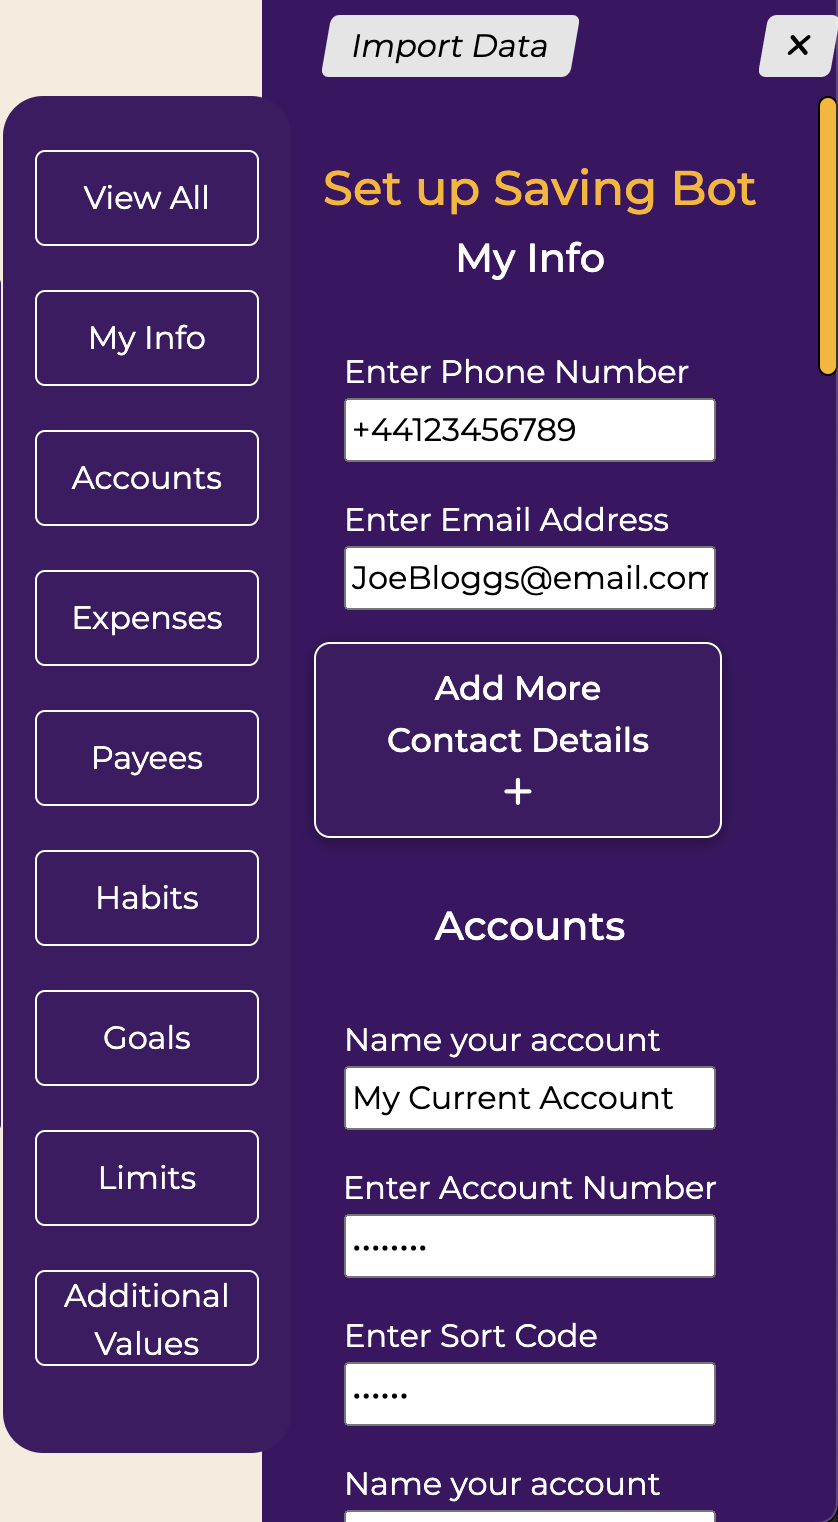 Import Data
×
View All
My Info
Accounts
Expenses
Payees
Habits
Goals
Limits
Additional
Values
Set up Saving Bot
My Info
Enter Phone Number
+44123456789
Enter Email Address
JoeBloggs@email.com
Add More
Contact Details
+
Accounts
Name your account
My Current Account
Enter Account Number
••••••••
Enter Sort Code
••••••
Name your account